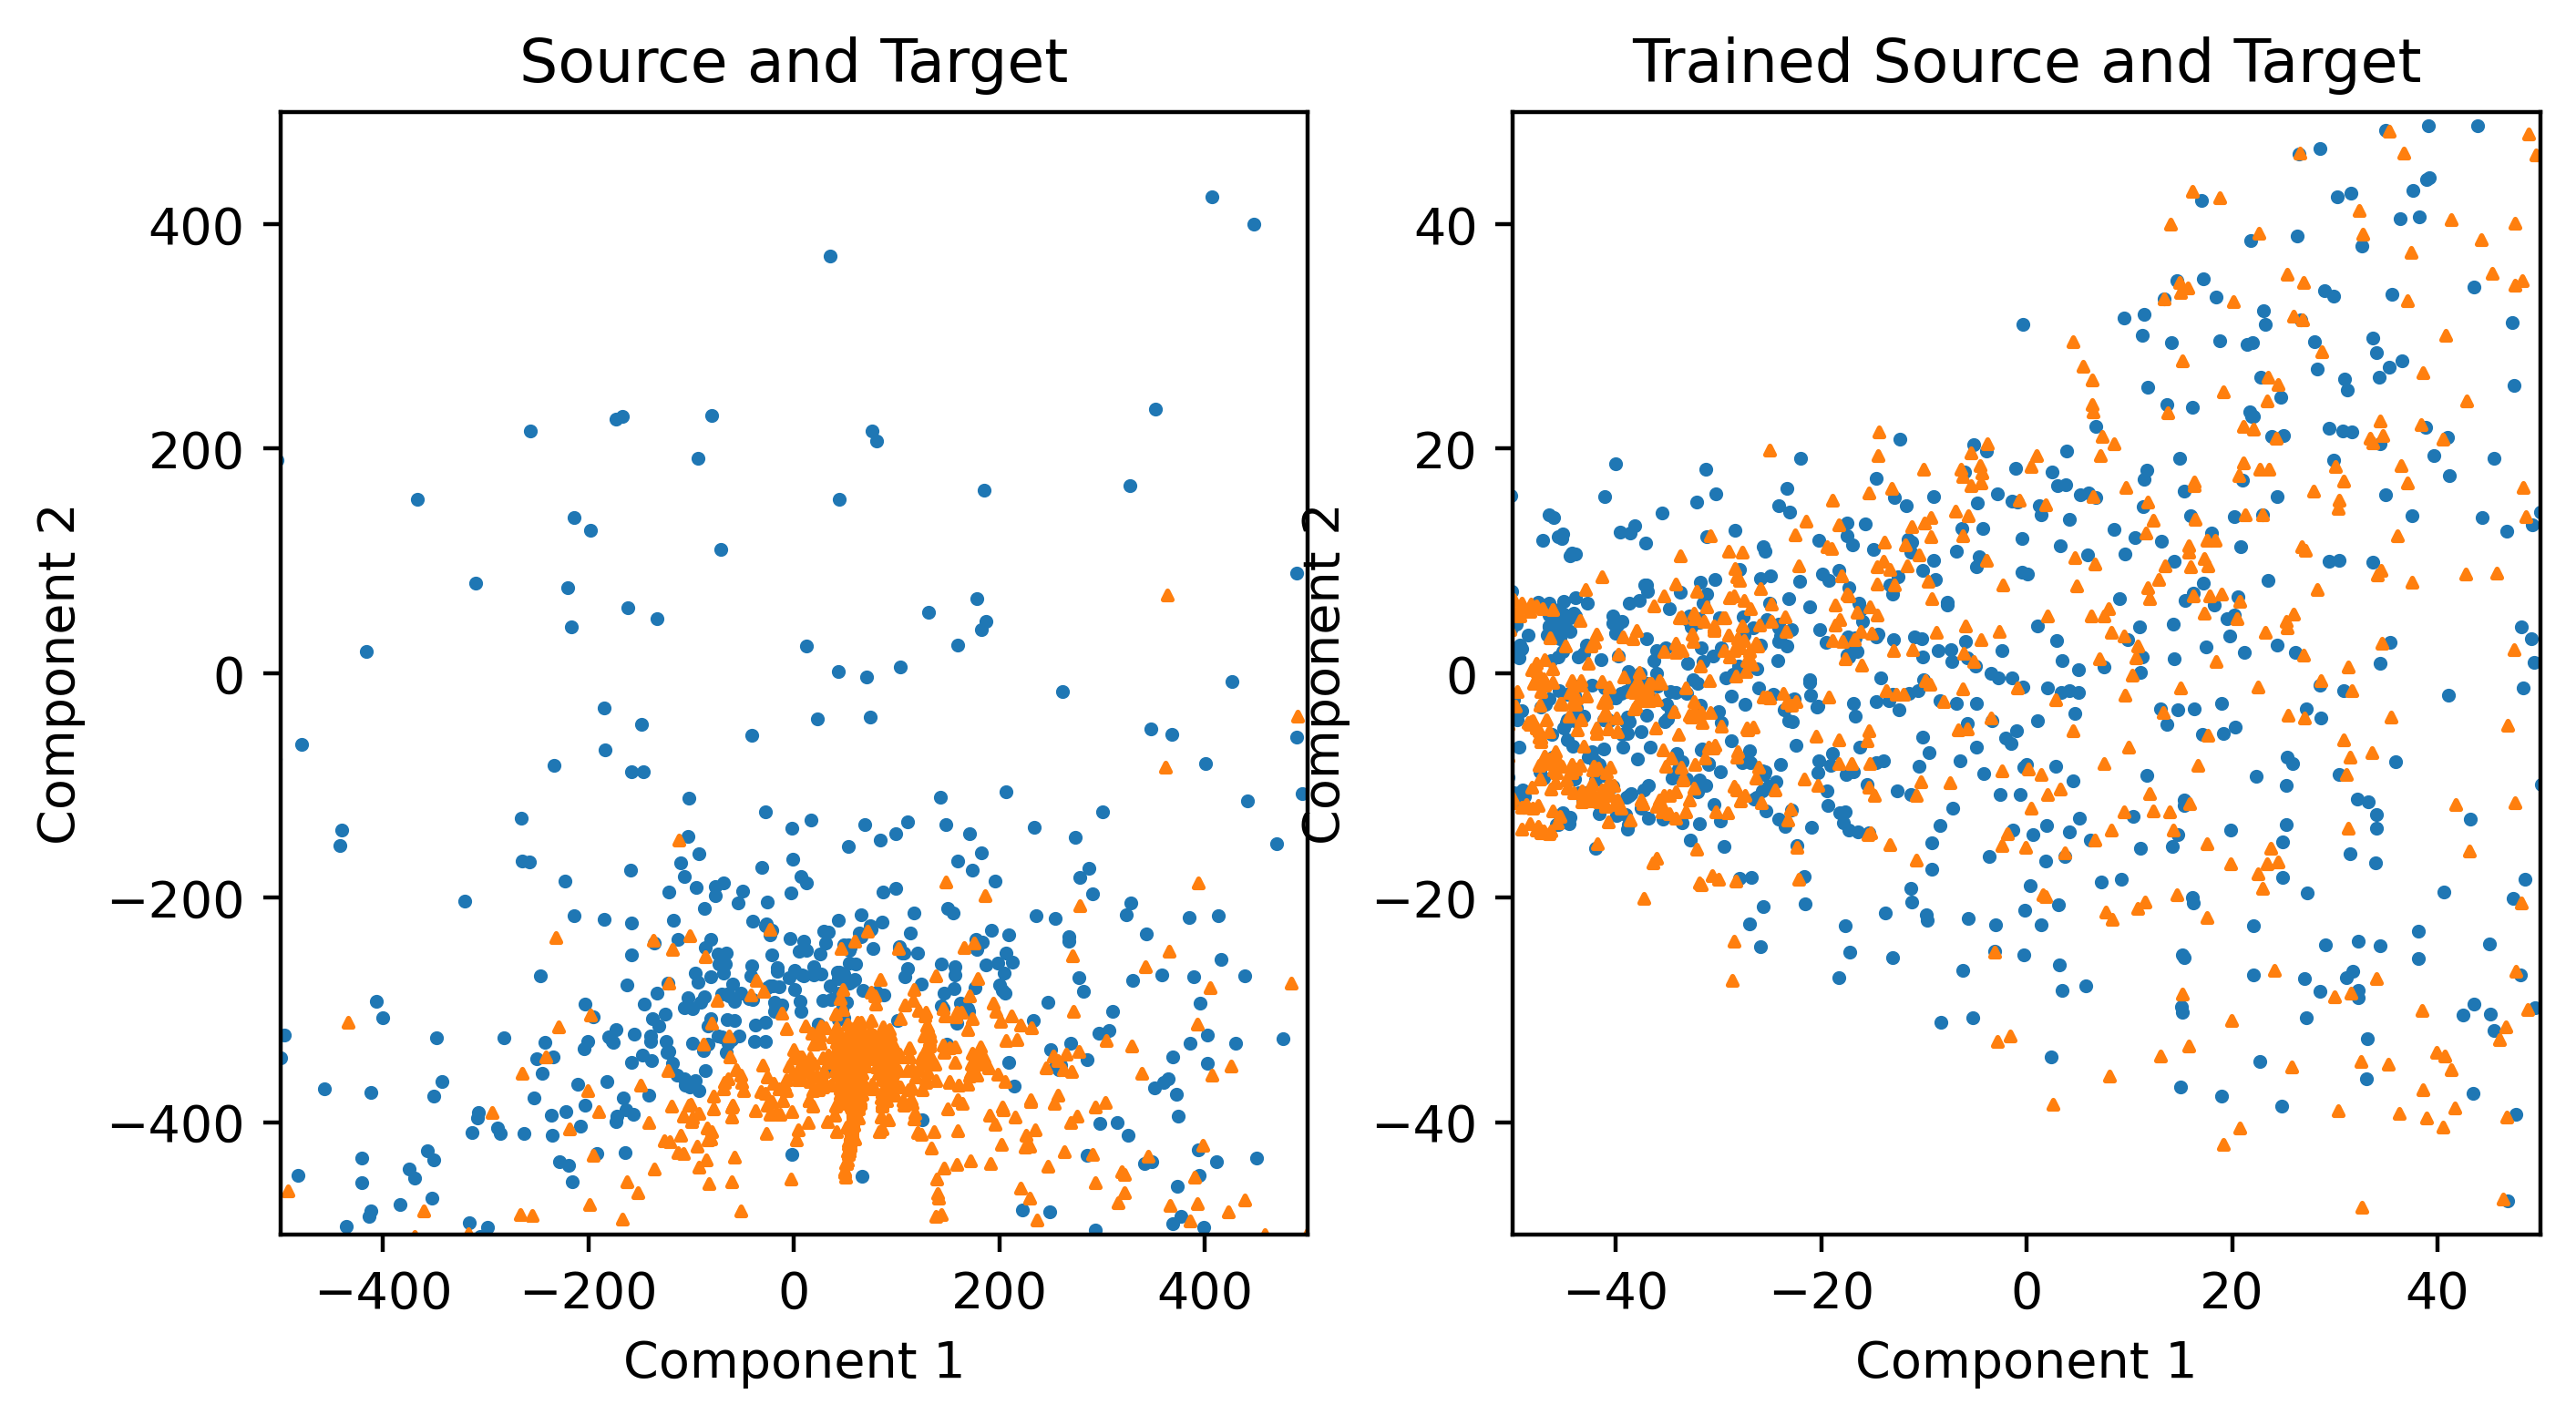 Source and Target
400
200
0
−200
−400
Component 2
−400 −200 0 200 400
Component 1
Trained Source and Target
40
20
0
−20
−40
Component 2
−40 −20 0 20 40
Component 1